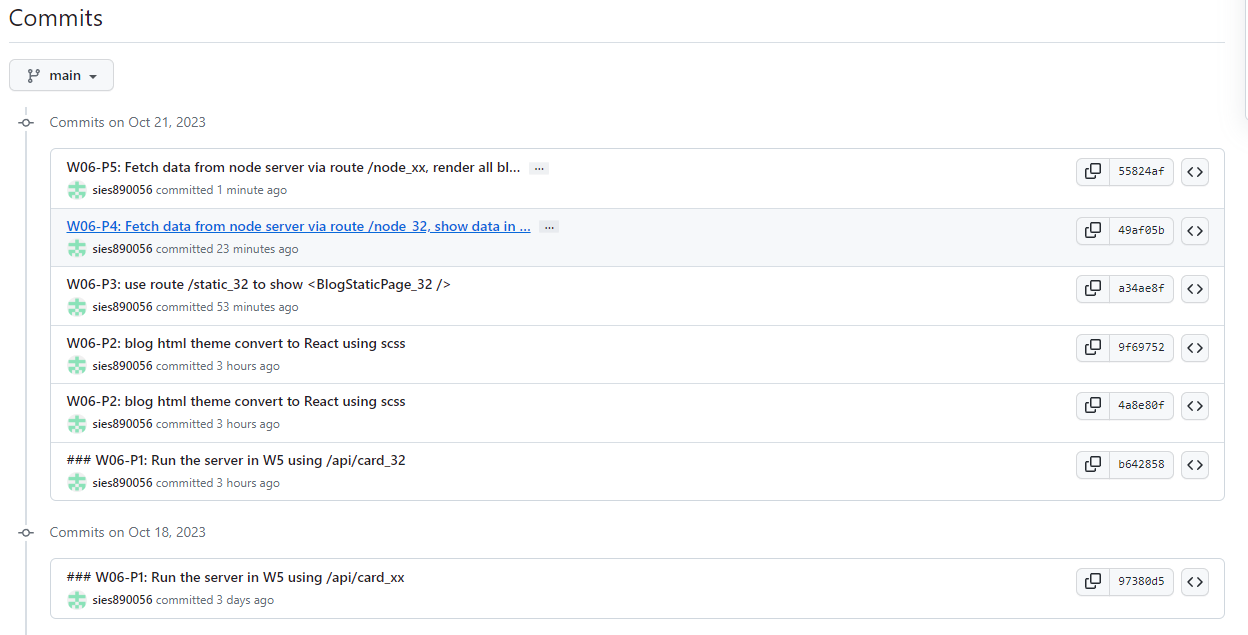 Commits
main
Commits on Oct 21, 2023
W06-P5: Fetch data from node server via route /node_xx, render all bl... ...
sies890056 committed 1 minute ago
55824af
W06-P4: Fetch data from node server via route /node_32, show data in ... ...
sies890056 committed 23 minutes ago
49af05b
W06-P3: use route /static_32 to show <BlogStaticPage_32 />
sies890056 committed 53 minutes ago
a34ae8f
W06-P2: blog html theme convert to React using scss
sies890056 committed 3 hours ago
9f69752
W06-P2: blog html theme convert to React using scss
sies890056 committed 3 hours ago
4a8e80f
### W06-P1: Run the server in W5 using /api/card_32
sies890056 committed 3 hours ago
b642858
Commits on Oct 18, 2023
### W06-P1: Run the server in W5 using /api/card_xx
sies890056 committed 3 days ago
97380d5